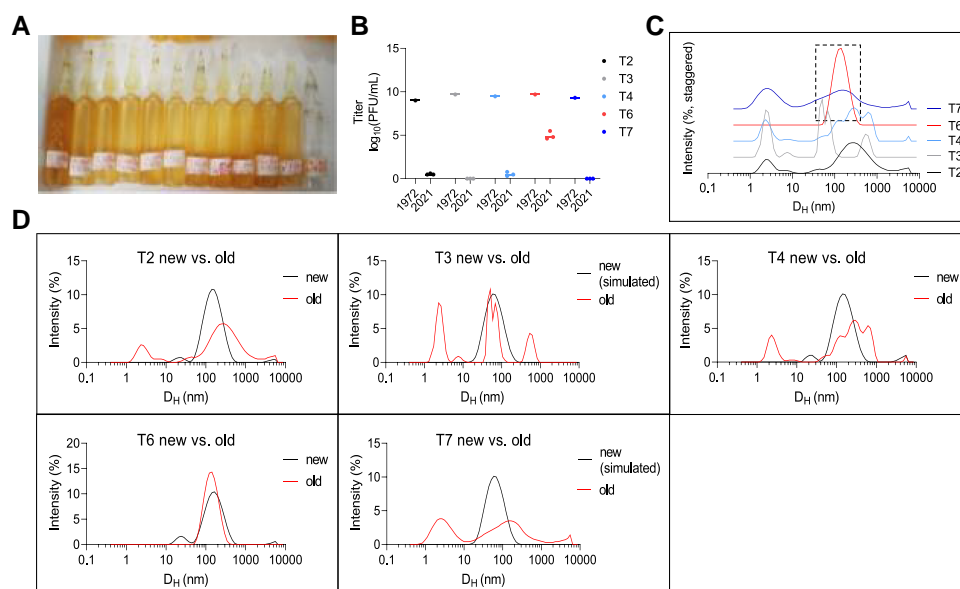 A
B
Titer
log10(PFU/mL)
15
10
5
0
1972
2021
1972
2021
1972
2021
1972
2021
1972
2021
T2
T3
T4
T6
T7
C
Intensity (%, staggered)
0.1 1 10 100 1000 10000
DH (nm)
T7
T6
T4
T3
T2
D
T2 new vs. old
Intensity (%)
15
10
5
0
0.1 1 10 100 1000 10000
DH (nm)
new
old
T3 new vs. old
Intensity (%)
15
10
5
0
0.1 1 10 100 1000 10000
DH (nm)
new
(simulated)
old
T4 new vs. old
Intensity (%)
15
10
5
0
0.1 1 10 100 1000 10000
DH (nm)
new
old
T6 new vs. old
Intensity (%)
20
15
10
5
0
0.1 1 10 100 1000 10000
DH (nm)
new
old
T7 new vs. old
Intensity (%)
15
10
5
0
0.1 1 10 100 1000 10000
DH (nm)
new
(simulated)
old